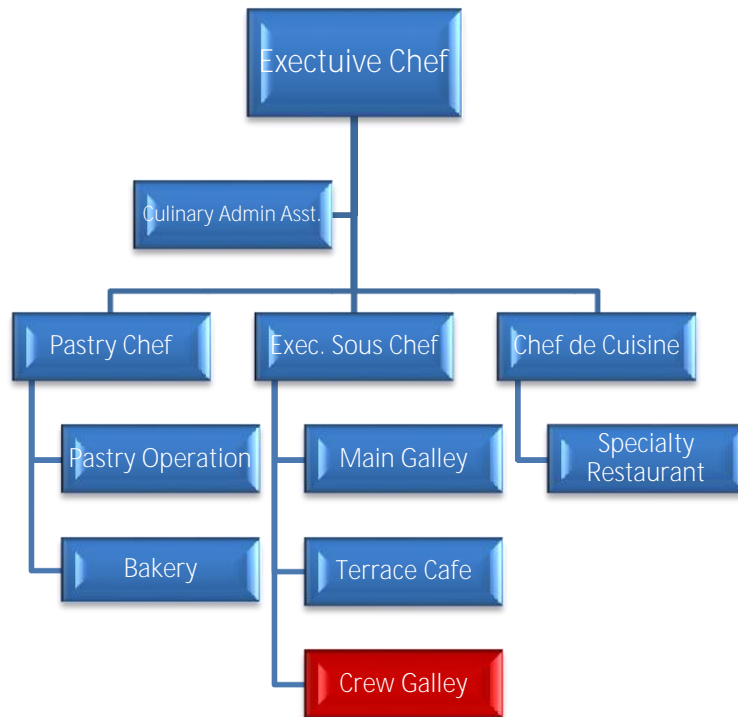 Exectuive Chef
Culinary Admin Asst.
Pastry Chef
Exec. Sous Chef
Chef de Cuisine
Pastry Operation
Main Galley
Specialty
Restaurant
Bakery
Terrace Cafe
Crew Galley